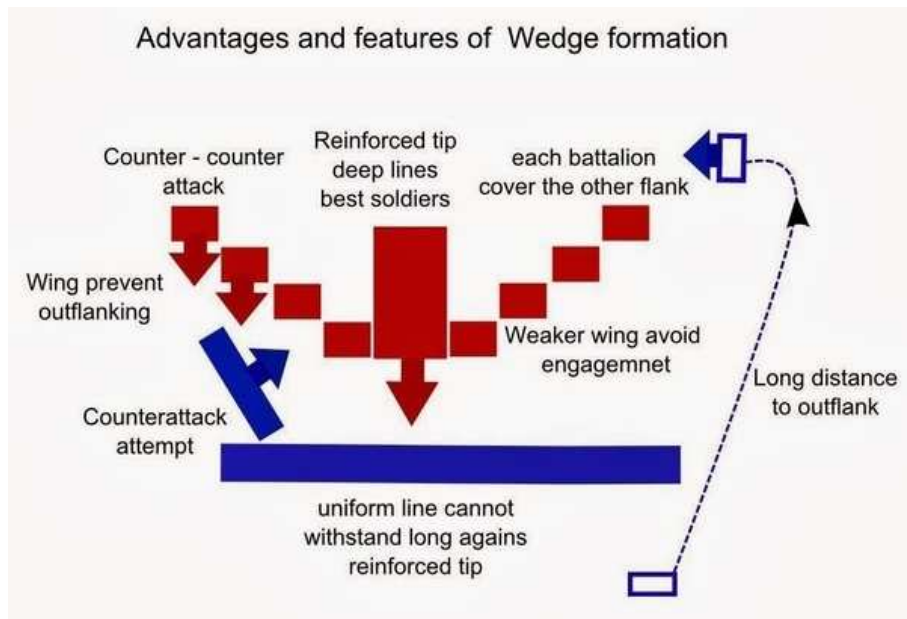 Advantages and features of Wedge formation
Counter - counter
attack
Reinforced tip
deep lines
best soldiers
each battalion
cover the other flank
Wing prevent
outflanking
Weaker wing avoid
engagemnet
Long distance
to outflank
Counterattack
attempt
uniform line cannot
withstand long agains
reinforced tip